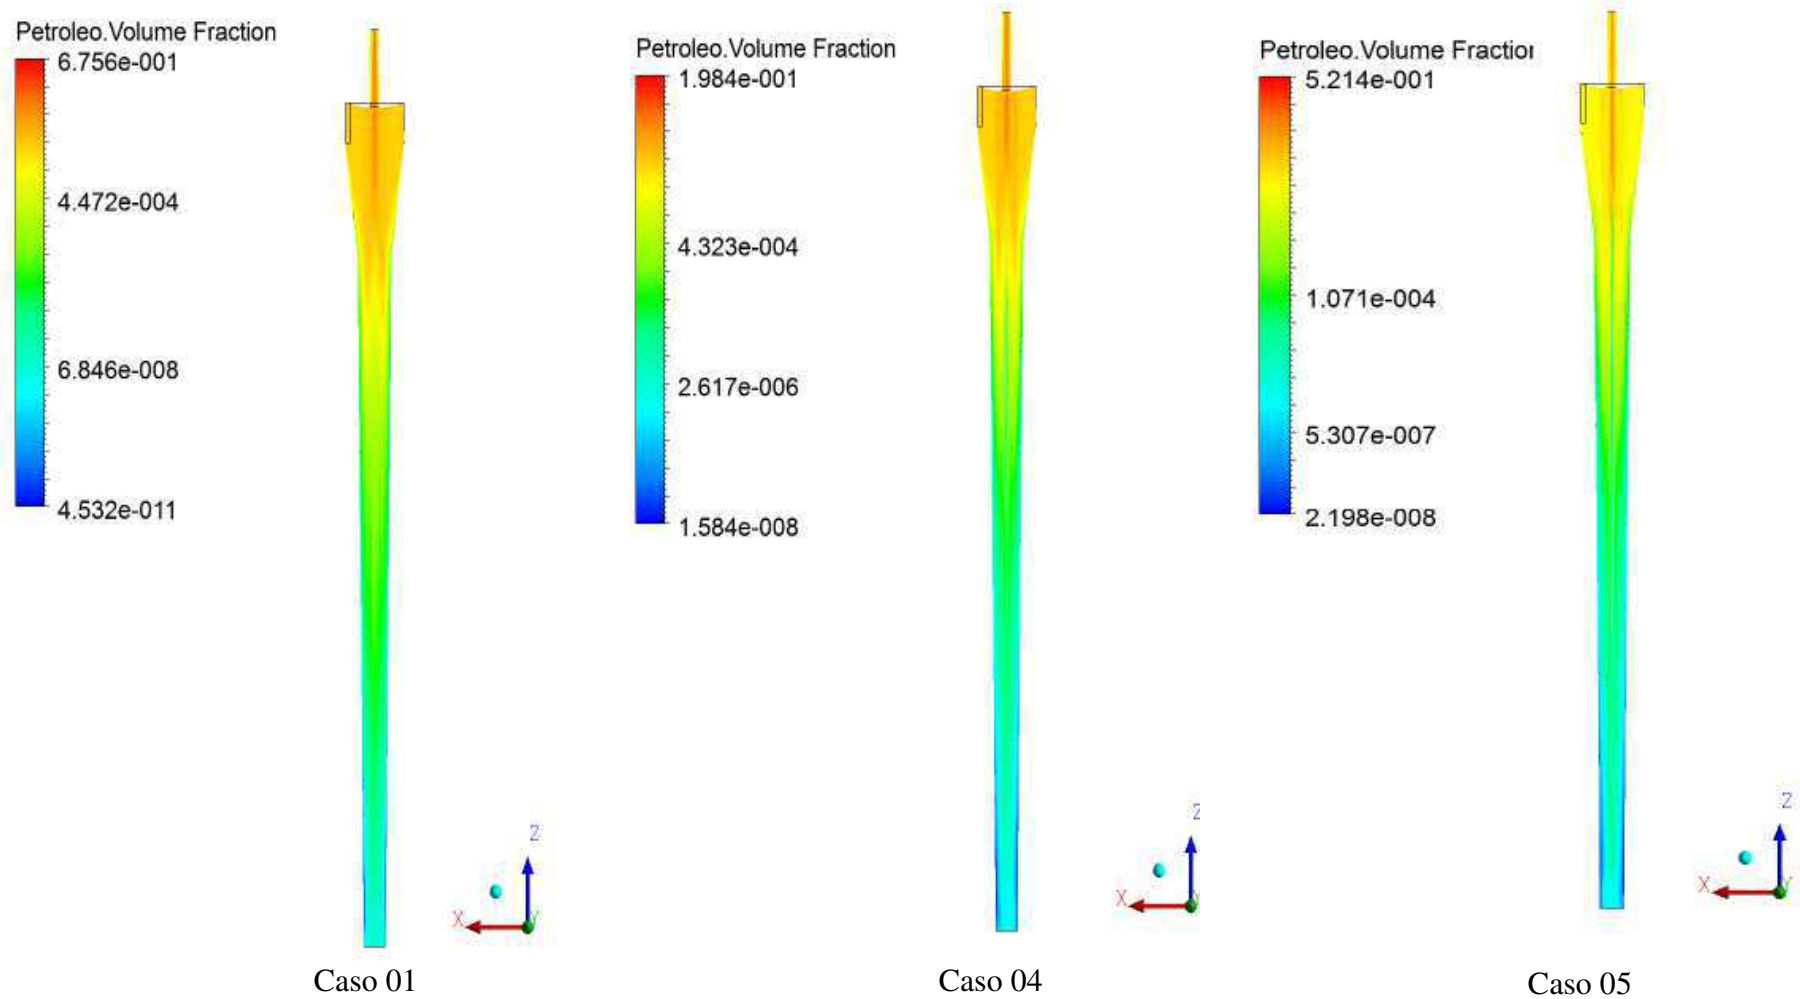 Petroleo.Volume Fraction
6.756e-001
4.472e-004
6.846e-008
4.532e-011
Z
X
Y
Caso 01
Petroleo.Volume Fraction
1.984e-001
4.323e-004
2.617e-006
1.584e-008
Z
X
Y
Caso 04
Petroleo.Volume Fraction
5.214e-001
1.071e-004
5.307e-007
2.198e-008
Z
X
Y
Caso 05